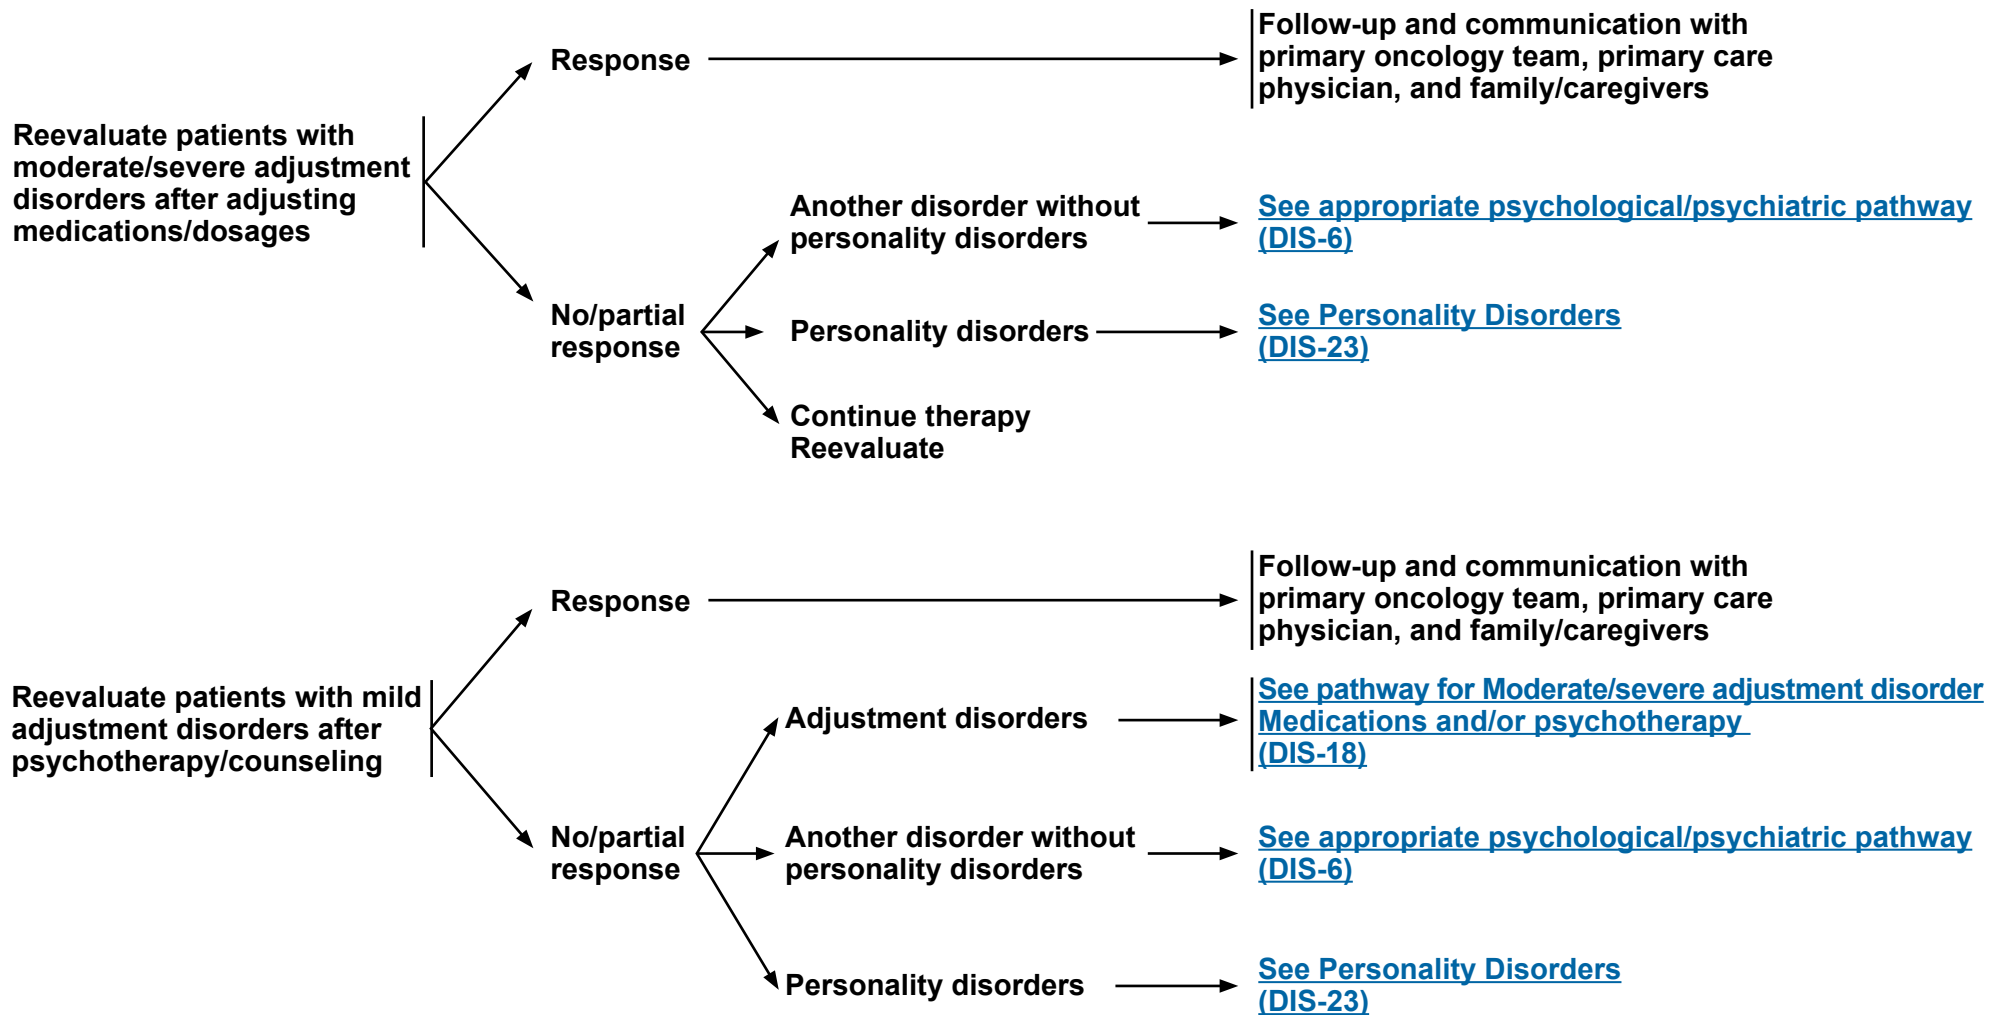 Response
Follow-up and communication with
primary oncology team, primary care
physician, and family/caregivers
Reevaluate patients with
moderate/severe adjustment
disorders after adjusting
medications/dosages
Another disorder without
personality disorders
See appropriate psychological/psychiatric pathway
(DIS-6)
No/partial
response
Personality disorders
See Personality Disorders
(DIS-23)
Continue therapy
Reevaluate
Response
Follow-up and communication with
primary oncology team, primary care
physician, and family/caregivers
Reevaluate patients with mild
adjustment disorders after
psychotherapy/counseling
Adjustment disorders
See pathway for Moderate/severe adjustment disorder
Medications and/or psychotherapy
(DIS-18)
No/partial
response
Another disorder without
personality disorders
See appropriate psychological/psychiatric pathway
(DIS-6)
Personality disorders
See Personality Disorders
(DIS-23)